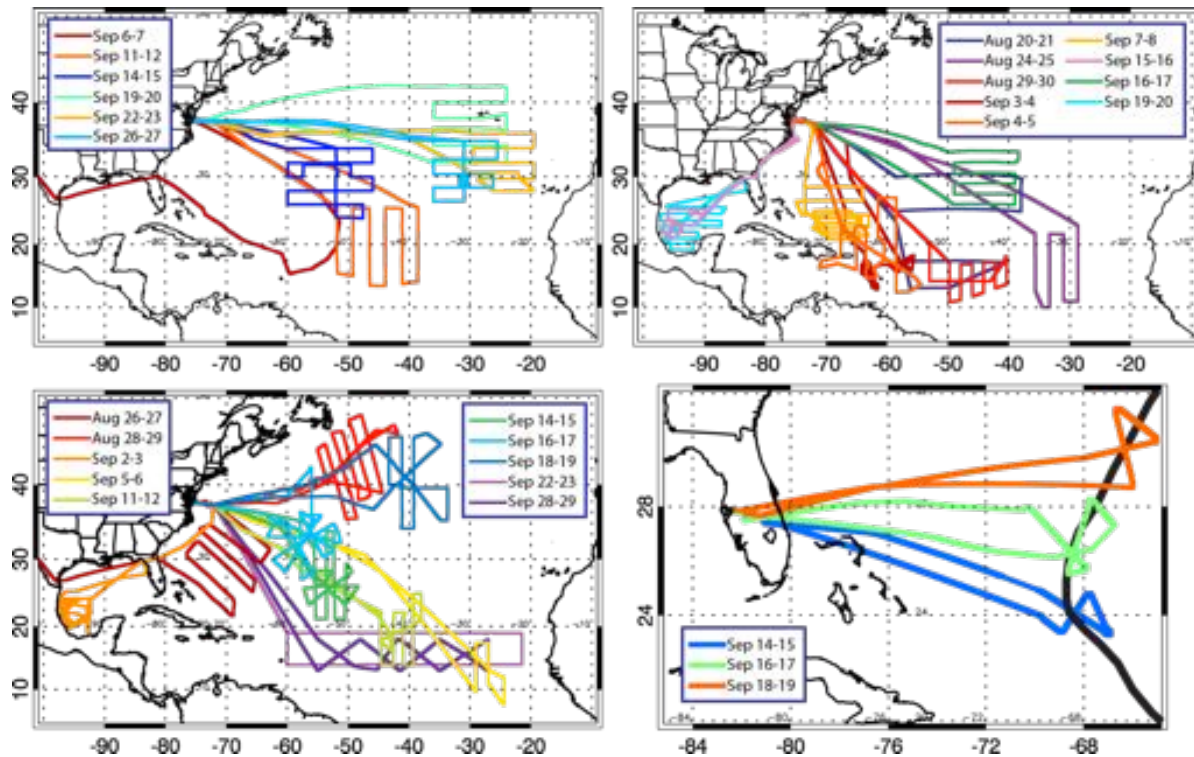 Sep 6-7
Sep 11-12
Sep 14-15
Sep 19-20
Sep 22-23
Sep 26-27
40
30
20
10
-90 -80 -70 -60 -50 -40 -30 -20
Aug 20-21 Sep 7-8
Aug 24-25 Sep 15-16
Aug 29-30 Sep 16-17
Sep 3-4 Sep 19-20
Sep 4-5
40
30
20
10
-90 -80 -70 -60 -50 -40 -30 -20
Aug 26-27
Aug 28-29
Sep 2-3
Sep 5-6
Sep 11-12
Sep 14-15
Sep 16-17
Sep 18-19
Sep 22-23
Sep 28-29
40
30
20
10
-90 -80 -70 -60 -50 -40 -30 -20
28
24
Sep 14-15
Sep 16-17
Sep 18-19
-84 -80 -76 -72 -68
-84 -80 -76 -72 -68